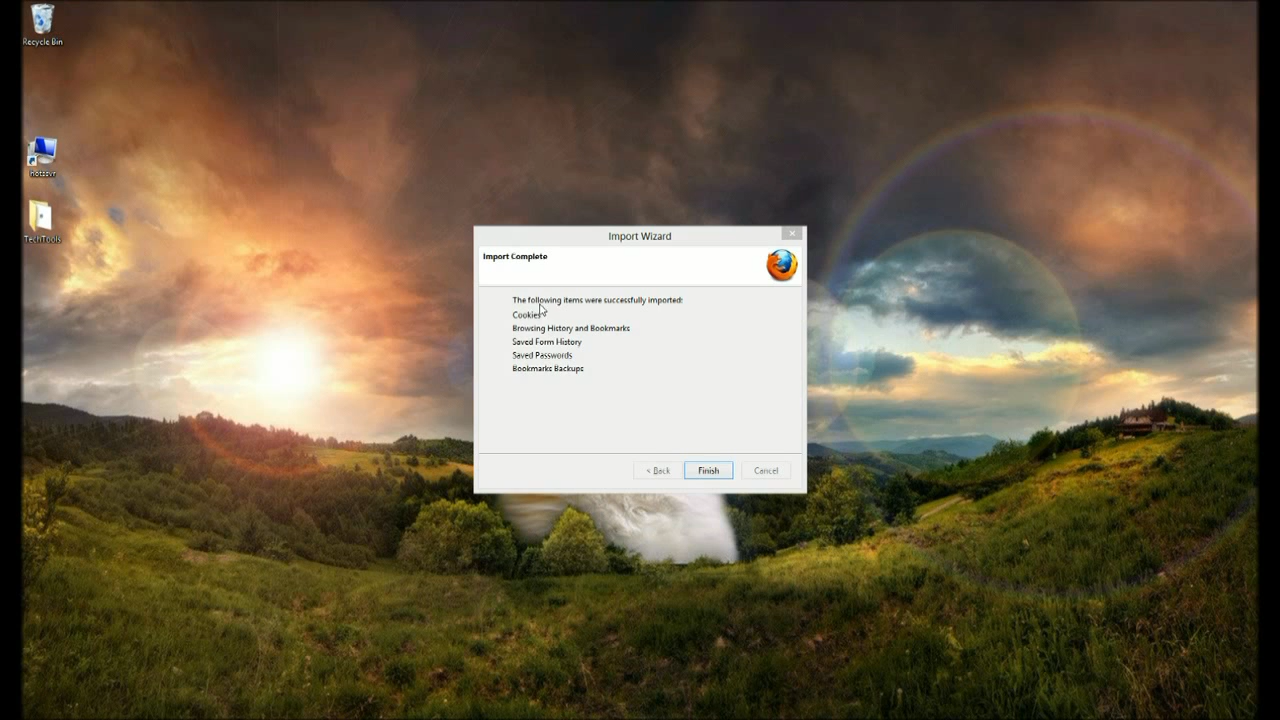 Recycle Bin
TechTools
Import Wizard
Import Complete
The following items were successfully imported:
Cookies
Browsing History and Bookmarks
Saved Form History
Saved Passwords
Bookmarks Backups
< Back
Finish
Cancel